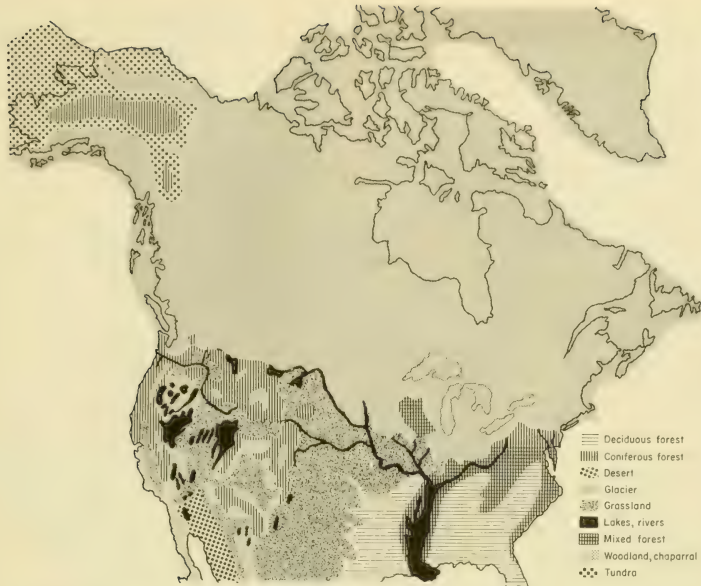 Deciduous forest
Coniferous forest
Desert
Glacier
Grassland
Lakes, rivers
Mixed forest
Woodland, chaparral
Tundra